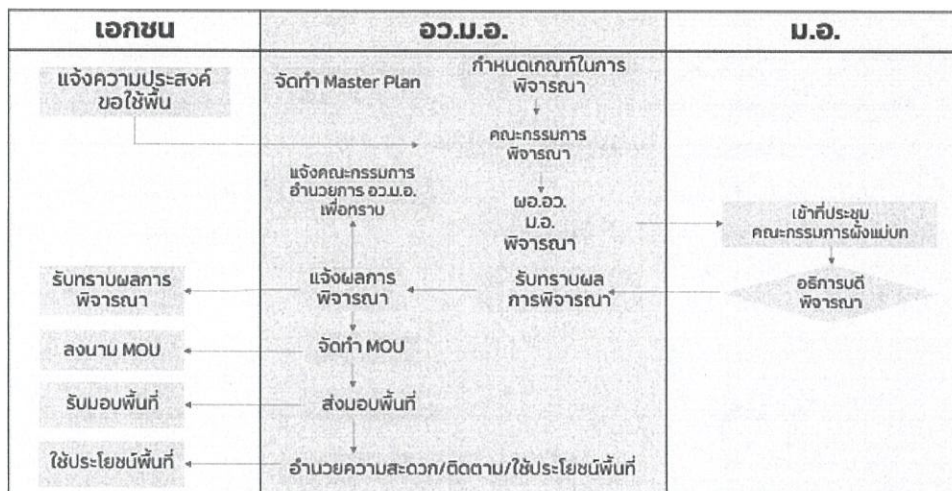 เอกชน
อว.ม.อ.
ม.อ.
แจ้งความประสงค์
ขอใช้พื้น
จัดทำ Master Plan
กำหนดเกณฑ์ในการ
พิจารณา
คณะกรรมการ
พิจารณา
แจ้งคณะกรรมการ
อำนวยการ อว.ม.อ.
เพื่อทราบ
ผอ.อว.
ม.อ.
พิจารณา
เข้าที่ประชุม
คณะกรรมการผังแม่บท
รับทราบผลการ
พิจารณา
แจ้งผลการ
พิจารณา
รับทราบผล
การพิจารณา
อธิการบดี
พิจารณา
ลงนาม MOU
จัดทำ MOU
รับมอบพื้นที่
ส่งมอบพื้นที่
ใช้ประโยชน์พื้นที่
อำนวยความสะดวก/ติดตาม/ใช้ประโยชน์พื้นที่